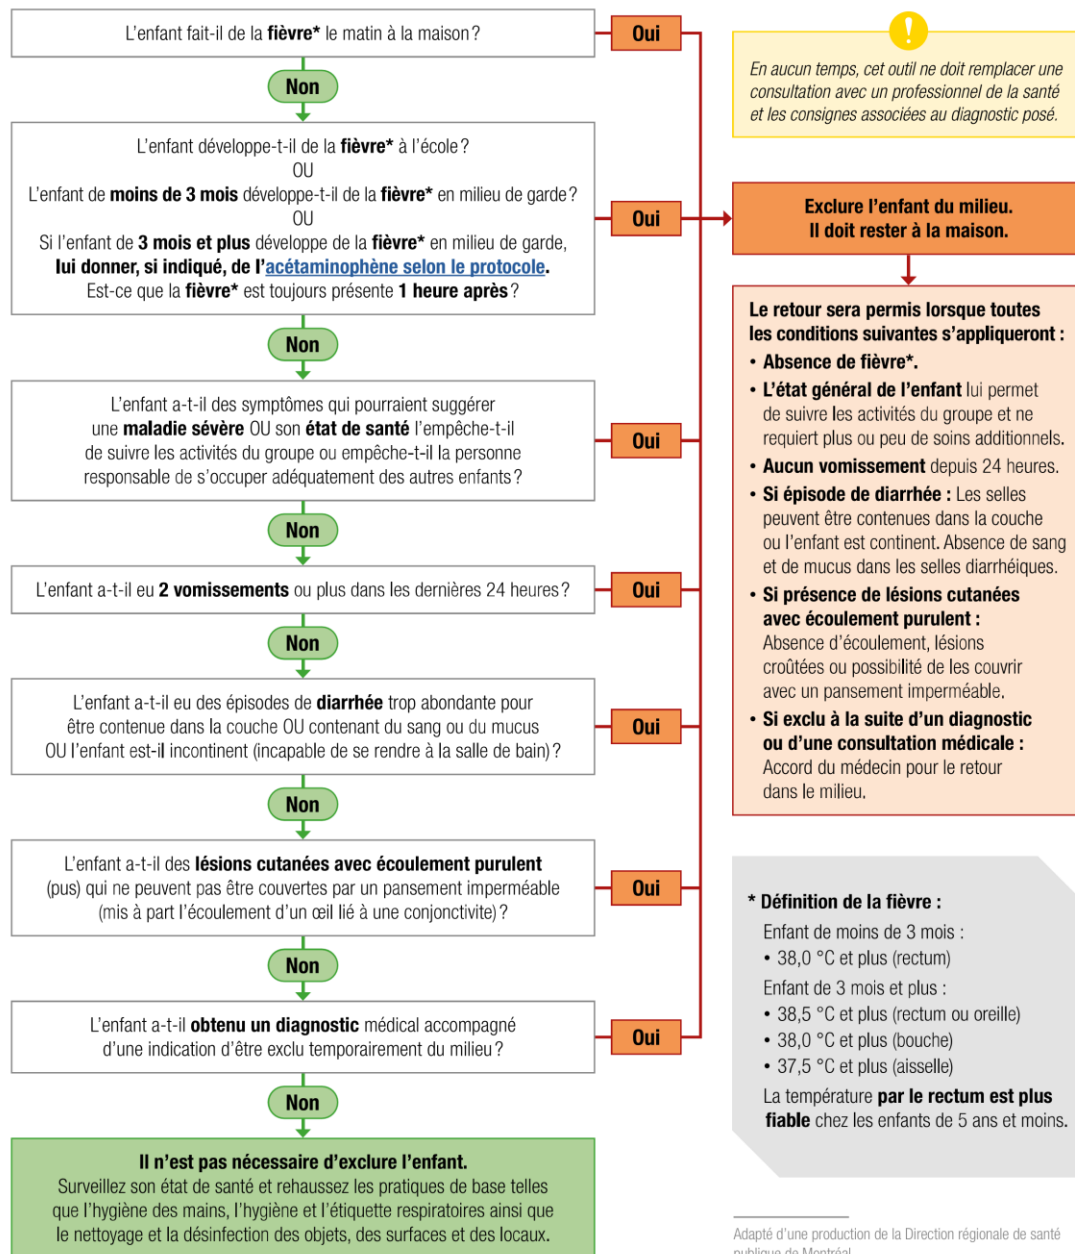 L'enfant fait-il de la fièvre* le matin à la maison ?
Oui
Non
L'enfant développe-t-il de la fièvre* à l'école ?
OU
L'enfant de moins de 3 mois développe-t-il de la fièvre* en milieu de garde ?
OU
Si l'enfant de 3 mois et plus développe de la fièvre* en milieu de garde,
lui donner, si indiqué, de l'acétaminophène selon le protocole.
Est-ce que la fièvre* est toujours présente 1 heure après ?
Oui
Non
L'enfant a-t-il des symptômes qui pourraient suggérer
une maladie sévère OU son état de santé l'empêche-t-il
de suivre les activités du groupe ou empêche-t-il la personne
responsable de s'occuper adéquatement des autres enfants ?
Oui
Non
L'enfant a-t-il eu 2 vomissements ou plus dans les dernières 24 heures ?
Oui
Non
L'enfant a-t-il eu des épisodes de diarrhée trop abondante pour
être contenue dans la couche OU contenant du sang ou du mucus
OU l'enfant est-il incontinent (incapable de se rendre à la salle de bain) ?
Oui
Non
L'enfant a-t-il des lésions cutanées avec écoulement purulent
(pus) qui ne peuvent pas être couvertes par un pansement imperméable
(mis à part l'écoulement d'un œil lié à une conjonctivite) ?
Oui
Non
L'enfant a-t-il obtenu un diagnostic médical accompagné
d'une indication d'être exclu temporairement du milieu ?
Oui
Non
Il n'est pas nécessaire d'exclure l'enfant.
Surveillez son état de santé et rehaussez les pratiques de base telles
que l'hygiène des mains, l'hygiène et l'étiquette respiratoires ainsi que
le nettoyage et la désinfection des objets, des surfaces et des locaux.
!
En aucun temps, cet outil ne doit remplacer une
consultation avec un professionnel de la santé
et les consignes associées au diagnostic posé.
Exclure l'enfant du milieu.
Il doit rester à la maison.
Le retour sera permis lorsque toutes
les conditions suivantes s'appliqueront :
• Absence de fièvre*.
• L'état général de l'enfant lui permet
de suivre les activités du groupe et ne
requiert plus ou peu de soins additionnels.
• Aucun vomissement depuis 24 heures.
• Si épisode de diarrhée : Les selles
peuvent être contenues dans la couche
ou l'enfant est continent. Absence de sang
et de mucus dans les selles diarrhéiques.
• Si présence de lésions cutanées
avec écoulement purulent :
Absence d'écoulement, lésions
croûtées ou possibilité de les couvrir
avec un pansement imperméable.
• Si exclu à la suite d'un diagnostic
ou d'une consultation médicale :
Accord du médecin pour le retour
dans le milieu.
* Définition de la fièvre :
Enfant de moins de 3 mois :
• 38,0 °C et plus (rectum)
Enfant de 3 mois et plus :
• 38,5 °C et plus (rectum ou oreille)
• 38,0 °C et plus (bouche)
• 37,5 °C et plus (aisselle)
La température par le rectum est plus
fiable chez les enfants de 5 ans et moins.
Adapté d'une production de la Direction régionale de santé
publique de Montréal